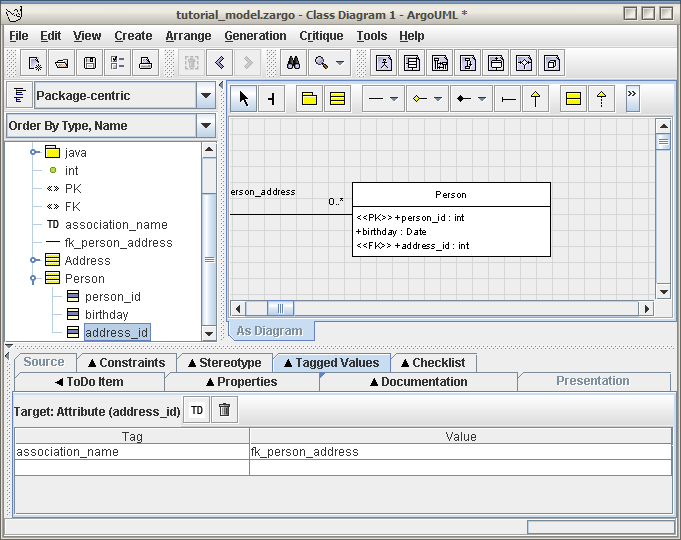 tutorial_model.zargo - Class Diagram 1 - ArgoUML *
File Edit View Create Arrange Generation Critique Tools Help
Package-centric
Order By Type, Name
java
int
«» PK
«» FK
TD association_name
fk_person_address
Address
Person
person_id
birthday
address_id
»
erson_address
0..*
Person
<<PK>> +person_id : int
+birthday : Date
<<FK>> +address_id : int
As Diagram
Source Constraints Stereotype Tagged Values Checklist
ToDo Item Properties Documentation Presentation
Target: Attribute (address_id) TD
Tag Value
association_name fk_person_address